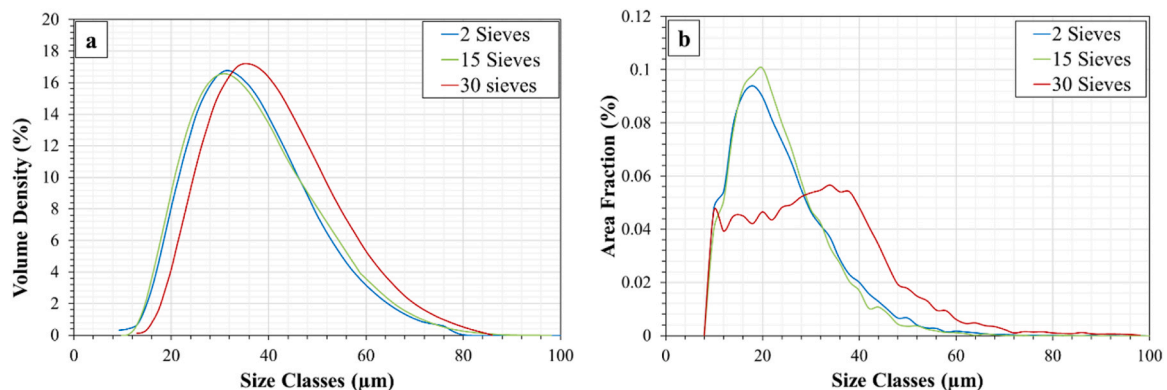 a
2 Sieves
15 Sieves
30 sieves
Volume Density (%)
20
18
16
14
12
10
8
6
4
2
0
0 20 40 60 80 100
Size Classes (µm)
b
2 Sieves
15 Sieves
30 Sieves
Area Fraction (%)
0.12
0.1
0.08
0.06
0.04
0.02
0
0 20 40 60 80 100
Size Classes (µm)